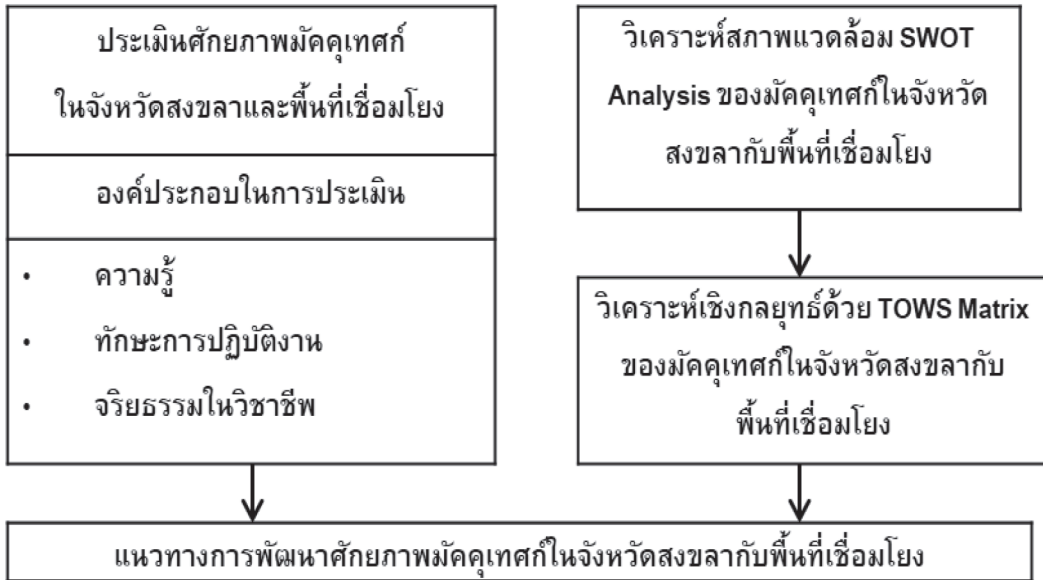 ประเมินศักยภาพมัคคุเทศก์
ในจังหวัดสงขลาและพื้นที่เชื่อมโยง
องค์ประกอบในการประเมิน
• ความรู้
• ทักษะการปฏิบัติงาน
• จริยธรรมในวิชาชีพ
วิเคราะห์สภาพแวดล้อม SWOT
Analysis ของมัคคุเทศก์ในจังหวัด
สงขลากับพื้นที่เชื่อมโยง
วิเคราะห์เชิงกลยุทธ์ด้วย TOWS Matrix
ของมัคคุเทศก์ในจังหวัดสงขลากับ
พื้นที่เชื่อมโยง
แนวทางการพัฒนาศักยภาพมัคคุเทศก์ในจังหวัดสงขลากับพื้นที่เชื่อมโยง